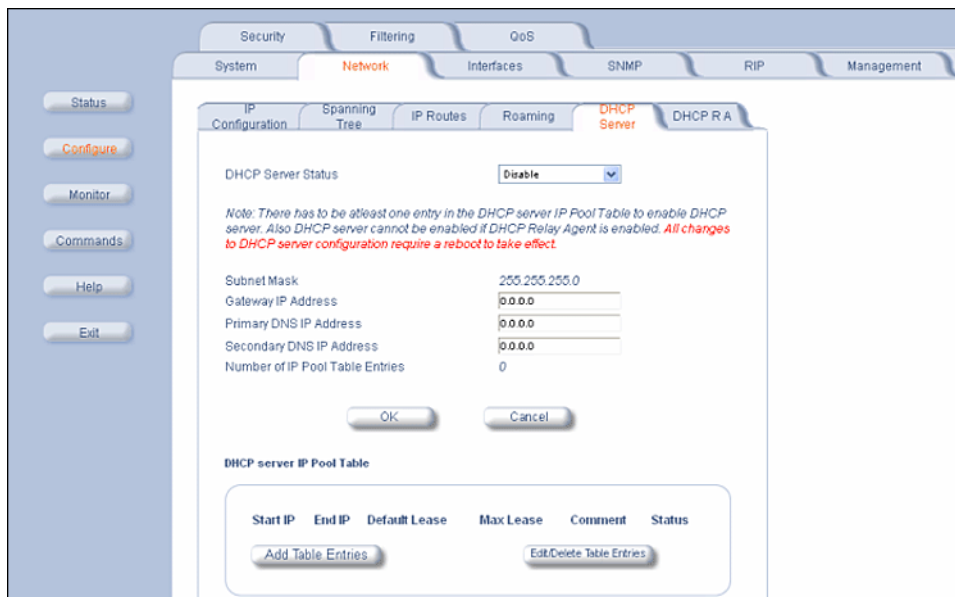 Security Filtering QoS
System Network Interfaces SNMP RIP Management
Status
Configure
Monitor
Commands
Help
Exit
IP Configuration
Spanning Tree
IP Routes
Roaming
DHCP Server
DHCP R A
DHCP Server Status Disable
Note: There has to be atleast one entry in the DHCP server IP Pool Table to enable DHCP
server. Also DHCP server cannot be enabled if DHCP Relay Agent is enabled. All changes
to DHCP server configuration require a reboot to take effect.
Subnet Mask 255.255.255.0
Gateway IP Address 0.0.0.0
Primary DNS IP Address 0.0.0.0
Secondary DNS IP Address 0.0.0.0
Number of IP Pool Table Entries 0
OK Cancel
DHCP server IP Pool Table
Start IP End IP Default Lease Max Lease Comment Status
Add Table Entries Edit/Delete Table Entries